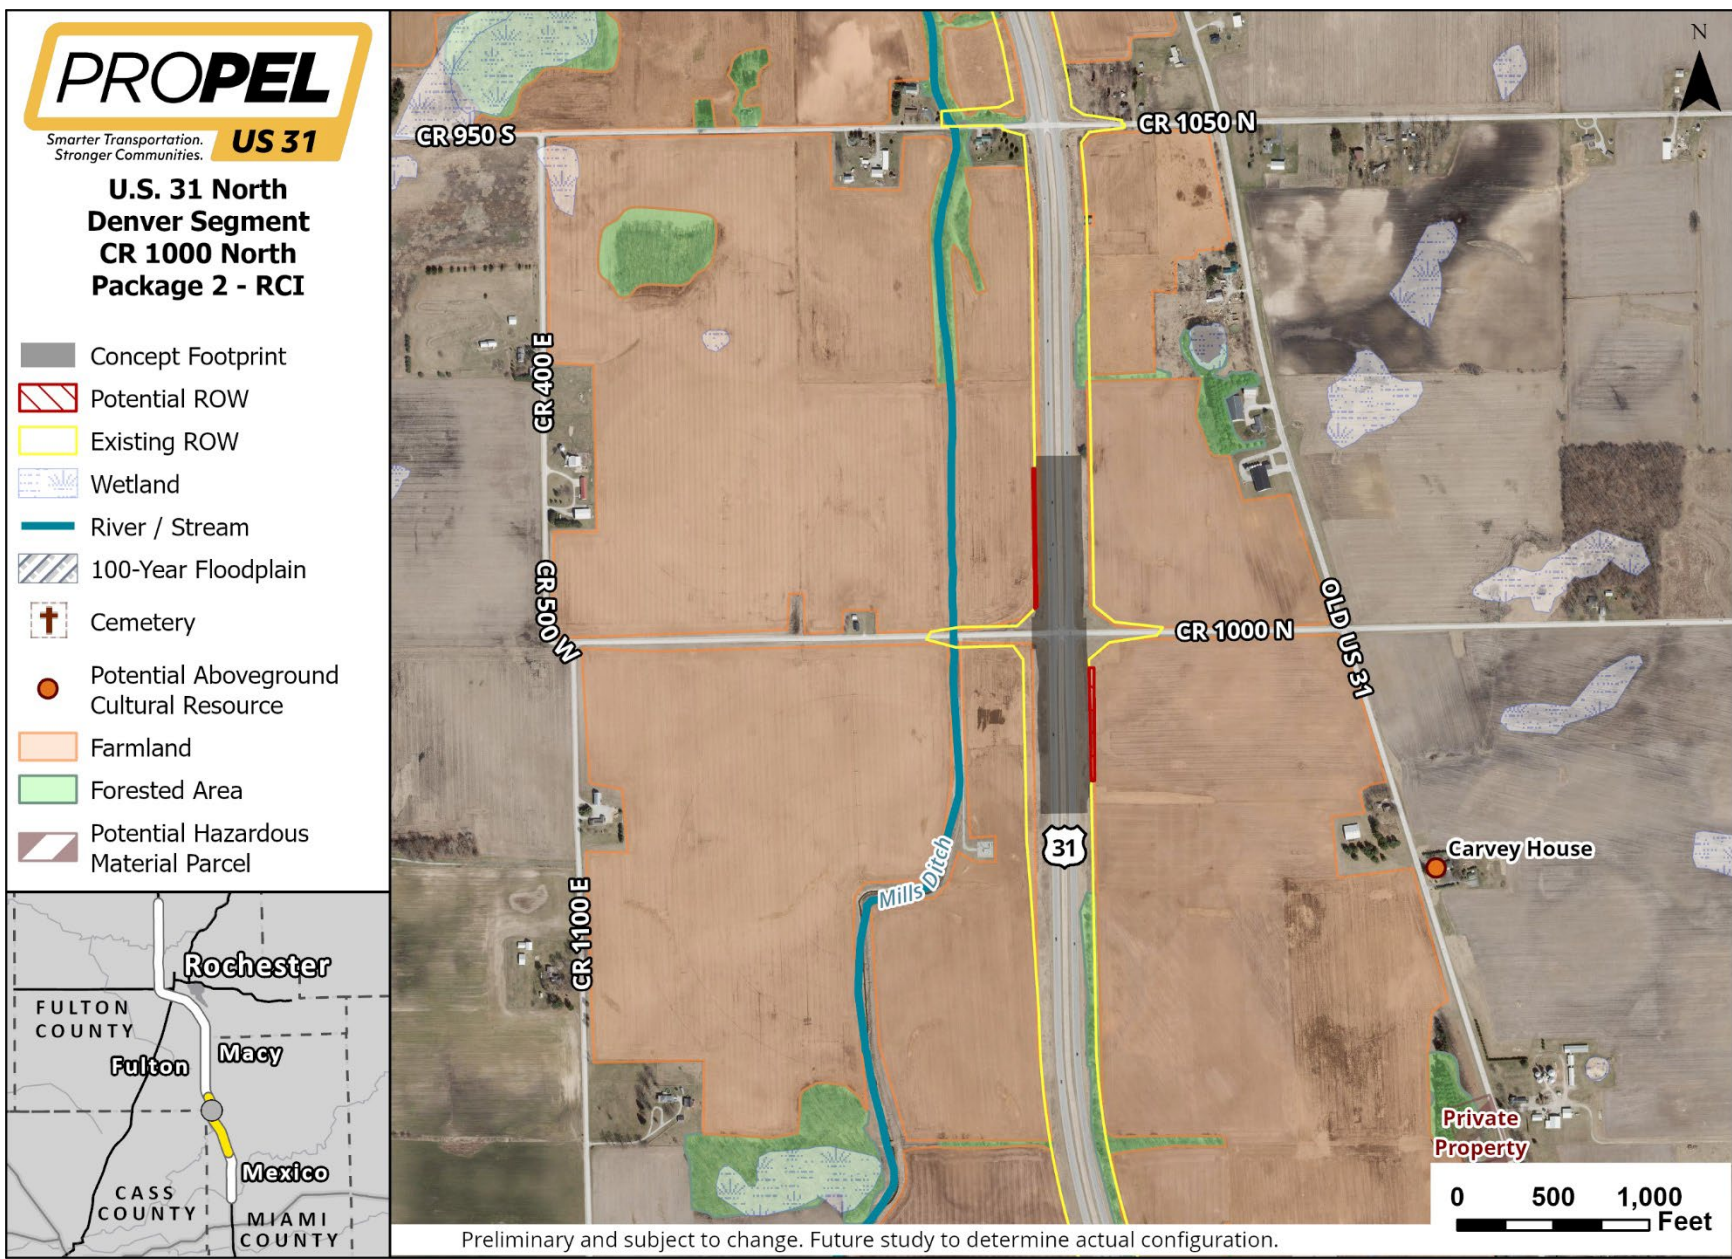 PROPEL
US 31
Smarter Transportation.
Stronger Communities.
U.S. 31 North
Denver Segment
CR 1000 North
Package 2 - RCI
Concept Footprint
Potential ROW
Existing ROW
Wetland
River / Stream
100-Year Floodplain
Cemetery
Potential Aboveground
Cultural Resource
Farmland
Forested Area
Potential Hazardous
Material Parcel
Rochester
FULTON
COUNTY
Macy
Fulton
Mexico
CASS
COUNTY
MIAMI
COUNTY
N
CR 950 S
CR 1050 N
CR 400 E
CR 500 W
CR 1000 N
OLD US 31
31
Carvey House
Mills Ditch
CR 1100 E
Private
Property
0 500 1,000
Feet
Preliminary and subject to change. Future study to determine actual configuration.